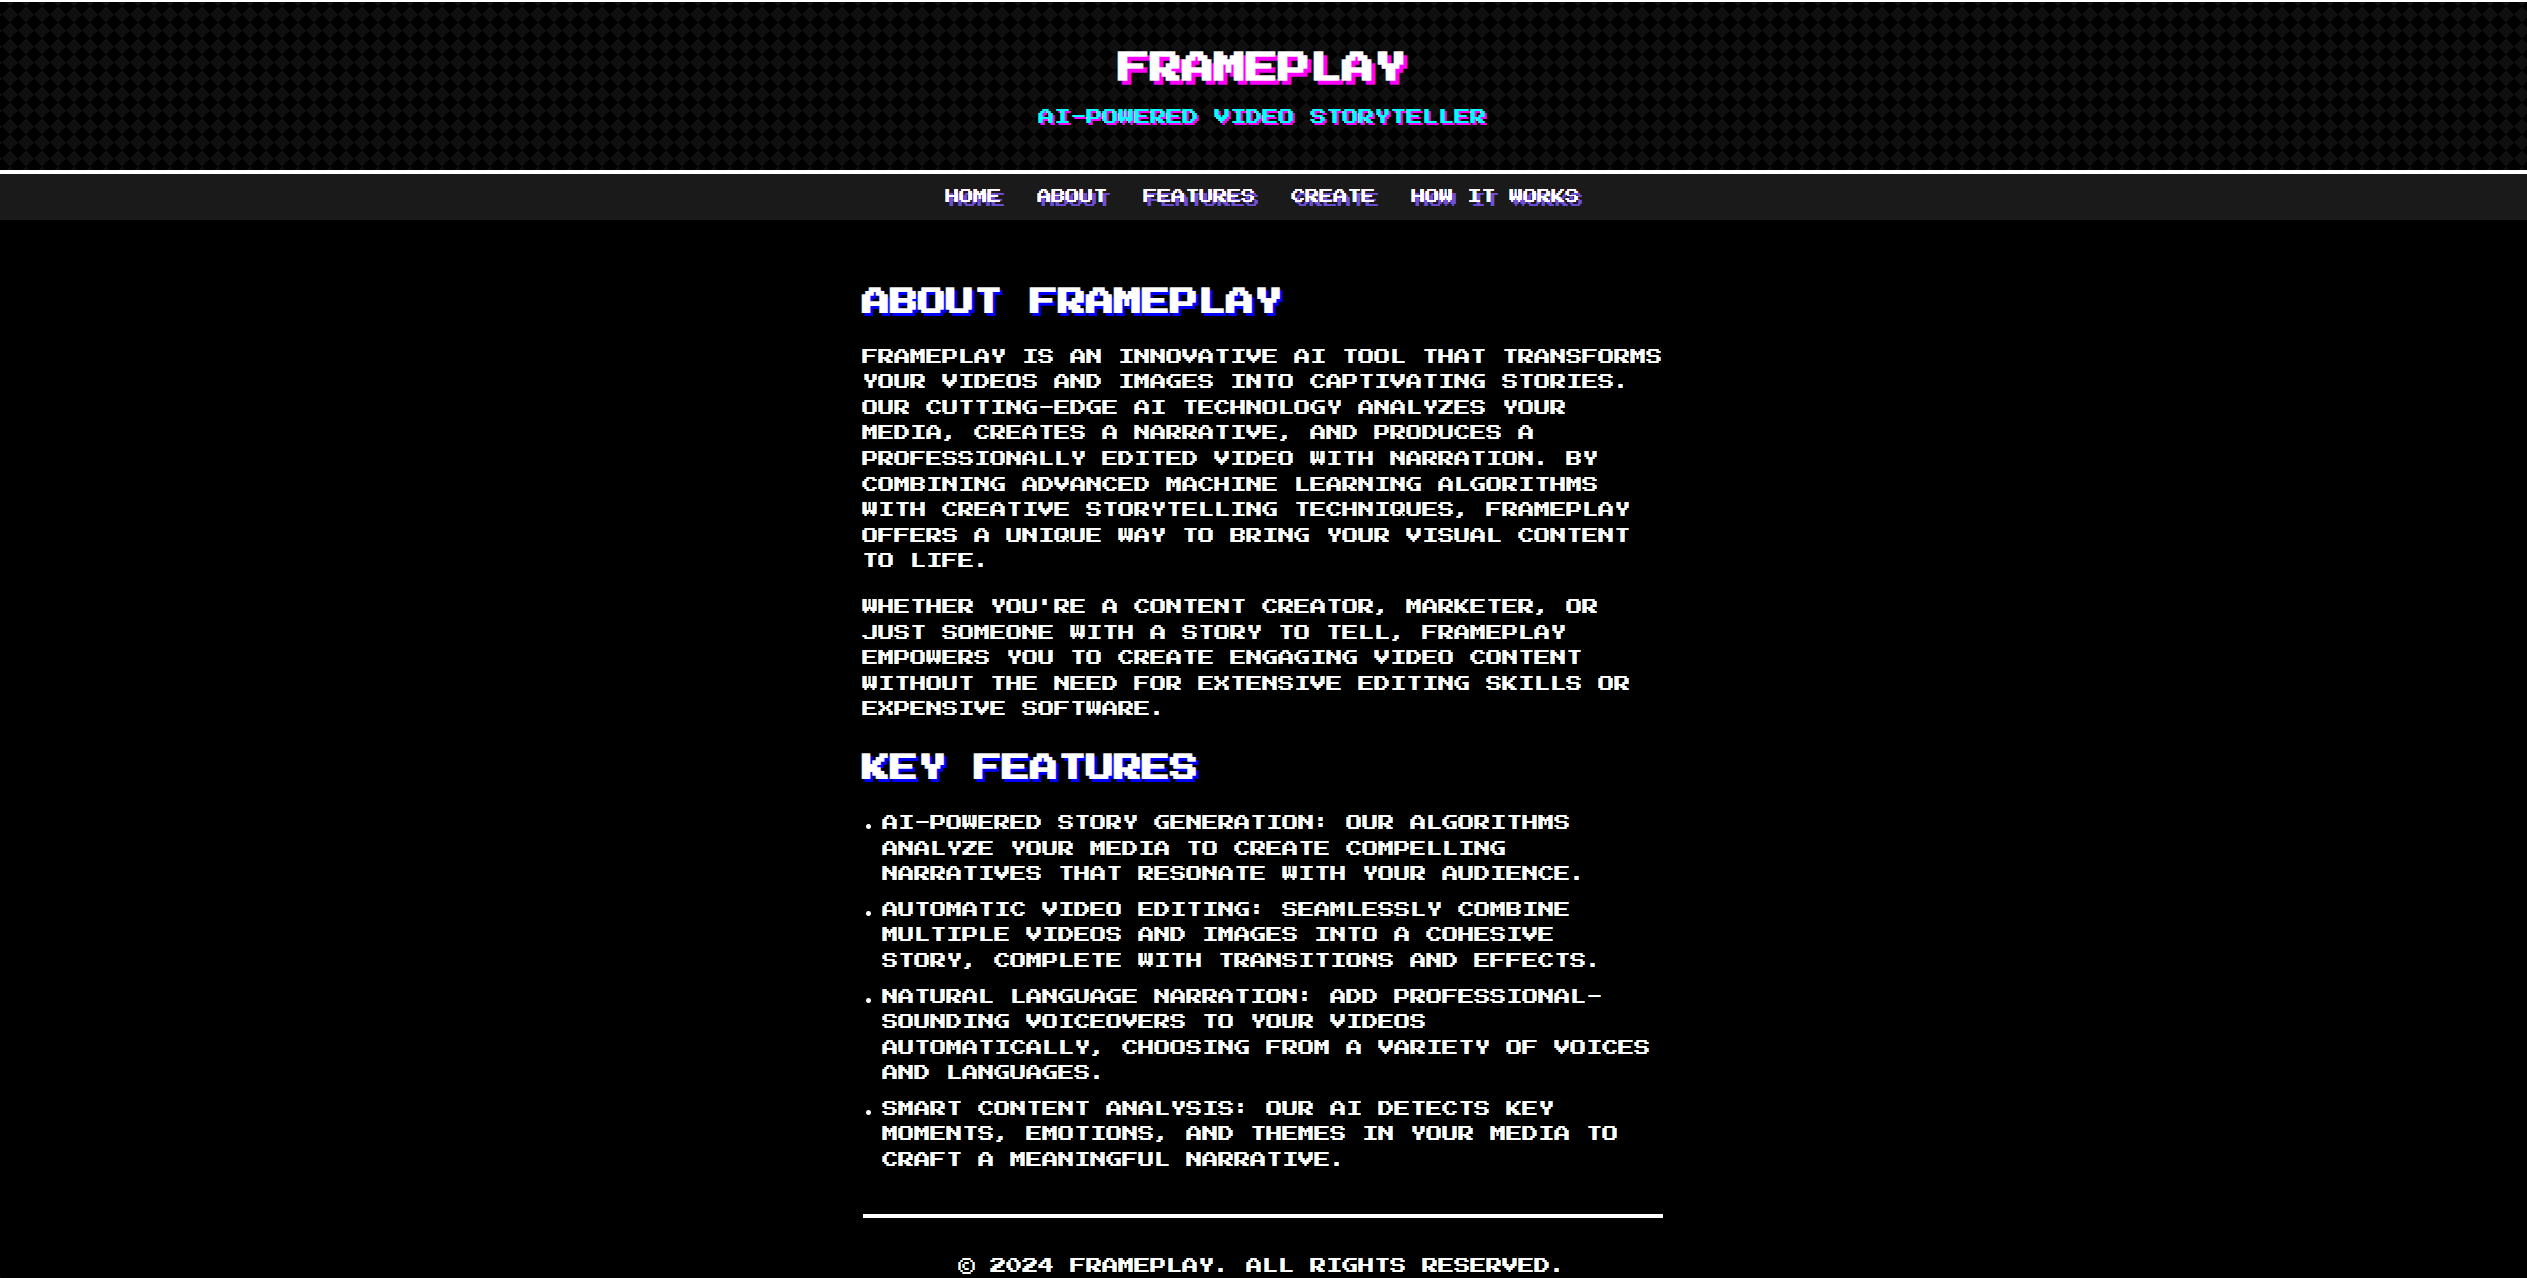 FRAMEPLAY
AI-POWERED VIDEO STORYTELLER
HOME ABOUT FEATURES CREATE HOW IT WORKS
ABOUT FRAMEPLAY
FRAMEPLAY IS AN INNOVATIVE AI TOOL THAT TRANSFORMS
YOUR VIDEOS AND IMAGES INTO CAPTIVATING STORIES.
OUR CUTTING-EDGE AI TECHNOLOGY ANALYZES YOUR
MEDIA, CREATES A NARRATIVE, AND PRODUCES A
PROFESSIONALLY EDITED VIDEO WITH NARRATION. BY
COMBINING ADVANCED MACHINE LEARNING ALGORITHMS
WITH CREATIVE STORYTELLING TECHNIQUES, FRAMEPLAY
OFFERS A UNIQUE WAY TO BRING YOUR VISUAL CONTENT
TO LIFE.
WHETHER YOU'RE A CONTENT CREATOR, MARKETER, OR
JUST SOMEONE WITH A STORY TO TELL, FRAMEPLAY
EMPOWERS YOU TO CREATE ENGAGING VIDEO CONTENT
WITHOUT THE NEED FOR EXTENSIVE EDITING SKILLS OR
EXPENSIVE SOFTWARE.
KEY FEATURES
• AI-POWERED STORY GENERATION: OUR ALGORITHMS
ANALYZE YOUR MEDIA TO CREATE COMPELLING
NARRATIVES THAT RESONATE WITH YOUR AUDIENCE.
• AUTOMATIC VIDEO EDITING: SEAMLESSLY COMBINE
MULTIPLE VIDEOS AND IMAGES INTO A COHESIVE
STORY, COMPLETE WITH TRANSITIONS AND EFFECTS.
• NATURAL LANGUAGE NARRATION: ADD PROFESSIONAL-
SOUNDING VOICEOVERS TO YOUR VIDEOS
AUTOMATICALLY, CHOOSING FROM A VARIETY OF VOICES
AND LANGUAGES.
• SMART CONTENT ANALYSIS: OUR AI DETECTS KEY
MOMENTS, EMOTIONS, AND THEMES IN YOUR MEDIA TO
CRAFT A MEANINGFUL NARRATIVE.
© 2024 FRAMEPLAY. ALL RIGHTS RESERVED.